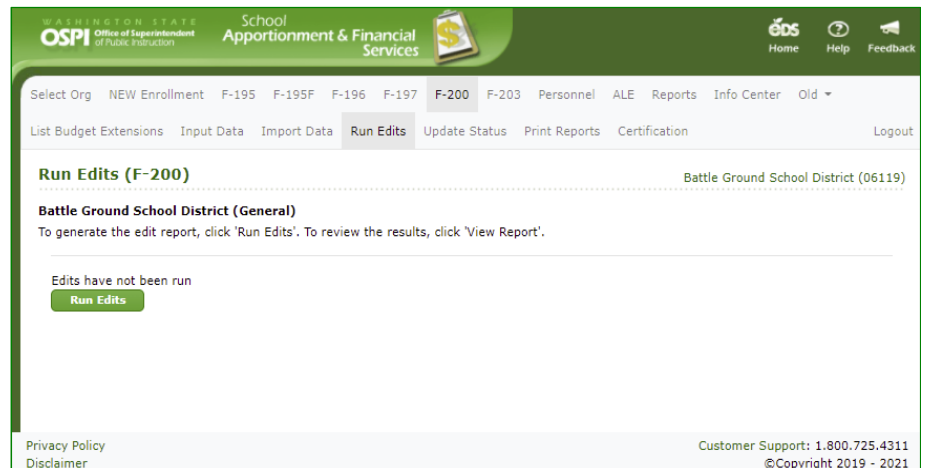 WASHINGTON STATE
OSPI Office of Superintendent of Public Instruction
School Apportionment & Financial Services
ėDS
Home Help Feedback
Select Org NEW Enrollment F-195 F-195F F-196 F-197 F-200 F-203 Personnel ALE Reports Info Center Old
List Budget Extensions Input Data Import Data Run Edits Update Status Print Reports Certification Logout
Run Edits (F-200) Battle Ground School District (06119)
Battle Ground School District (General)
To generate the edit report, click 'Run Edits'. To review the results, click 'View Report'.
Edits have not been run
Run Edits
Privacy Policy Customer Support: 1.800.725.4311
Disclaimer ©Copyright 2019 - 2021